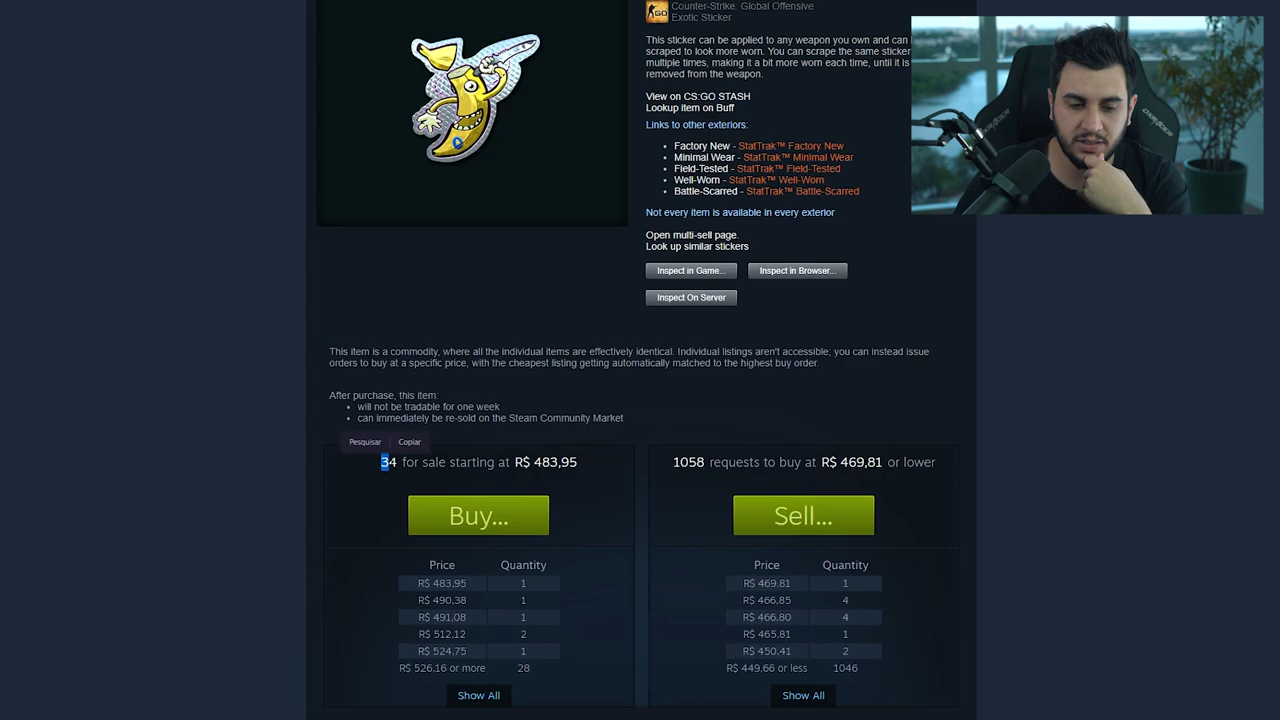 Counter-Strike: Global Offensive
Exotic Sticker
This sticker can be applied to any weapon you own and can
scraped to look more worn. You can scrape the same sticker
multiple times, making it a bit more worn each time, until it is
removed from the weapon.
View on CS:GO STASH
Lookup item on Buff
Links to other exteriors:
Factory New - StatTrak™ Factory New
Minimal Wear - StatTrak™ Minimal Wear
Field-Tested - StatTrak™ Field-Tested
Well-Worn - StatTrak™ Well-Worn
Battle-Scarred - StatTrak™ Battle-Scarred
Not every item is available in every exterior
Open multi-sell page.
Look up similar stickers
Inspect in Game... Inspect in Browser...
Inspect On Server
This item is a commodity, where all the individual items are effectively identical. Individual listings aren't accessible; you can instead issue
orders to buy at a specific price, with the cheapest listing getting automatically matched to the highest buy order.
After purchase, this item:
will not be tradable for one week
can immediately be re-sold on the Steam Community Market
Pesquisar Copiar
34 for sale starting at R$ 483,95
Buy...
Price Quantity
R$ 483,95 1
R$ 490,38 1
R$ 491,08 1
R$ 512,12 2
R$ 524,75 1
R$ 526,16 or more 28
Show All
1058 requests to buy at R$ 469,81 or lower
Sell...
Price Quantity
R$ 469,81 1
R$ 466,85 4
R$ 466,80 4
R$ 465,81 1
R$ 450,41 2
R$ 449,66 or less 1046
Show All